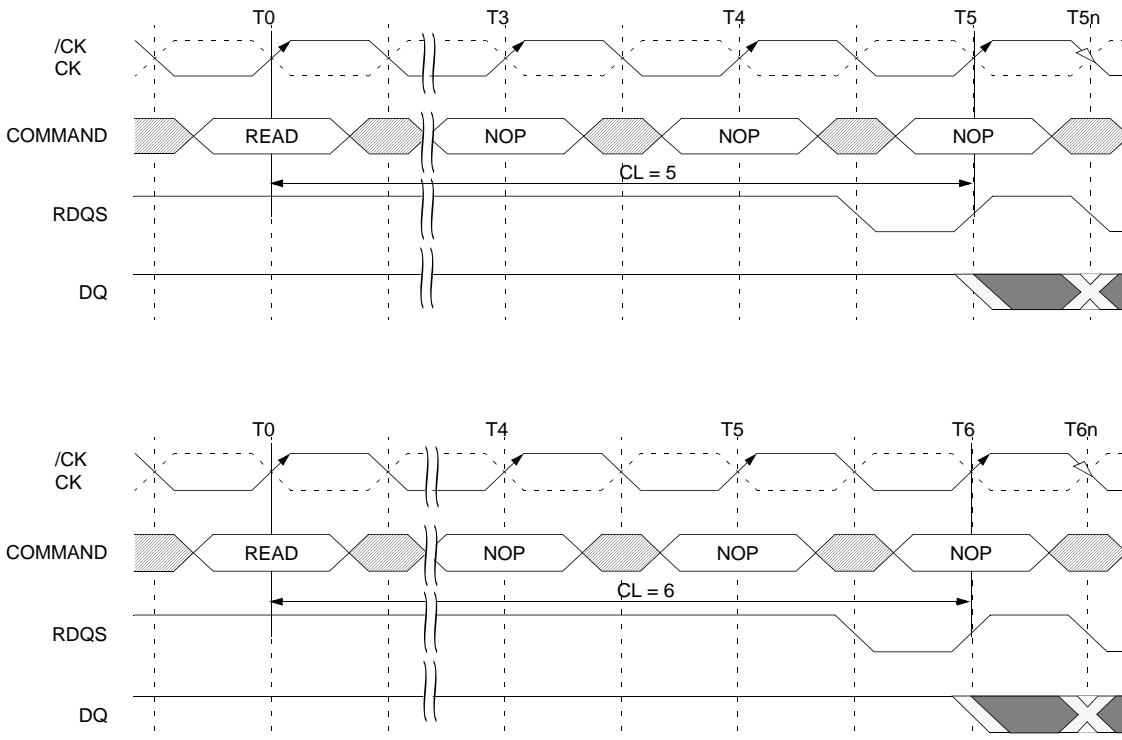 T0 T3 T4 T5 T5n
/CK
CK
COMMAND READ NOP NOP NOP
CL = 5
RDQS
DQ
T0 T4 T5 T6 T6n
/CK
CK
COMMAND READ NOP NOP NOP
CL = 6
RDQS
DQ